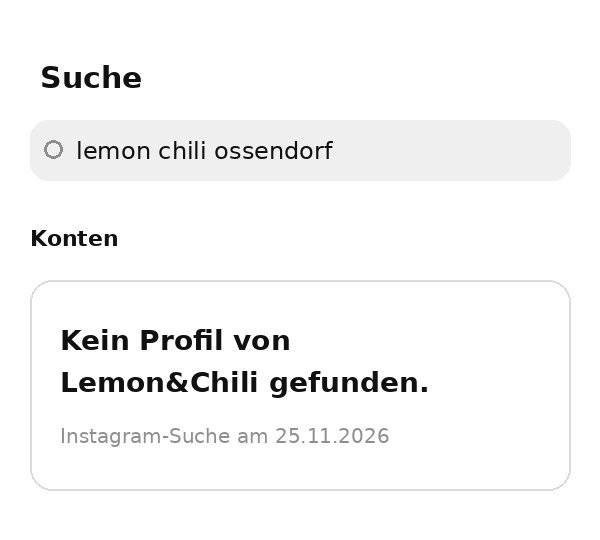 Suche
lemon chili ossendorf
Konten
Kein Profil von
Lemon&Chili gefunden.
Instagram-Suche am 25.11.2026